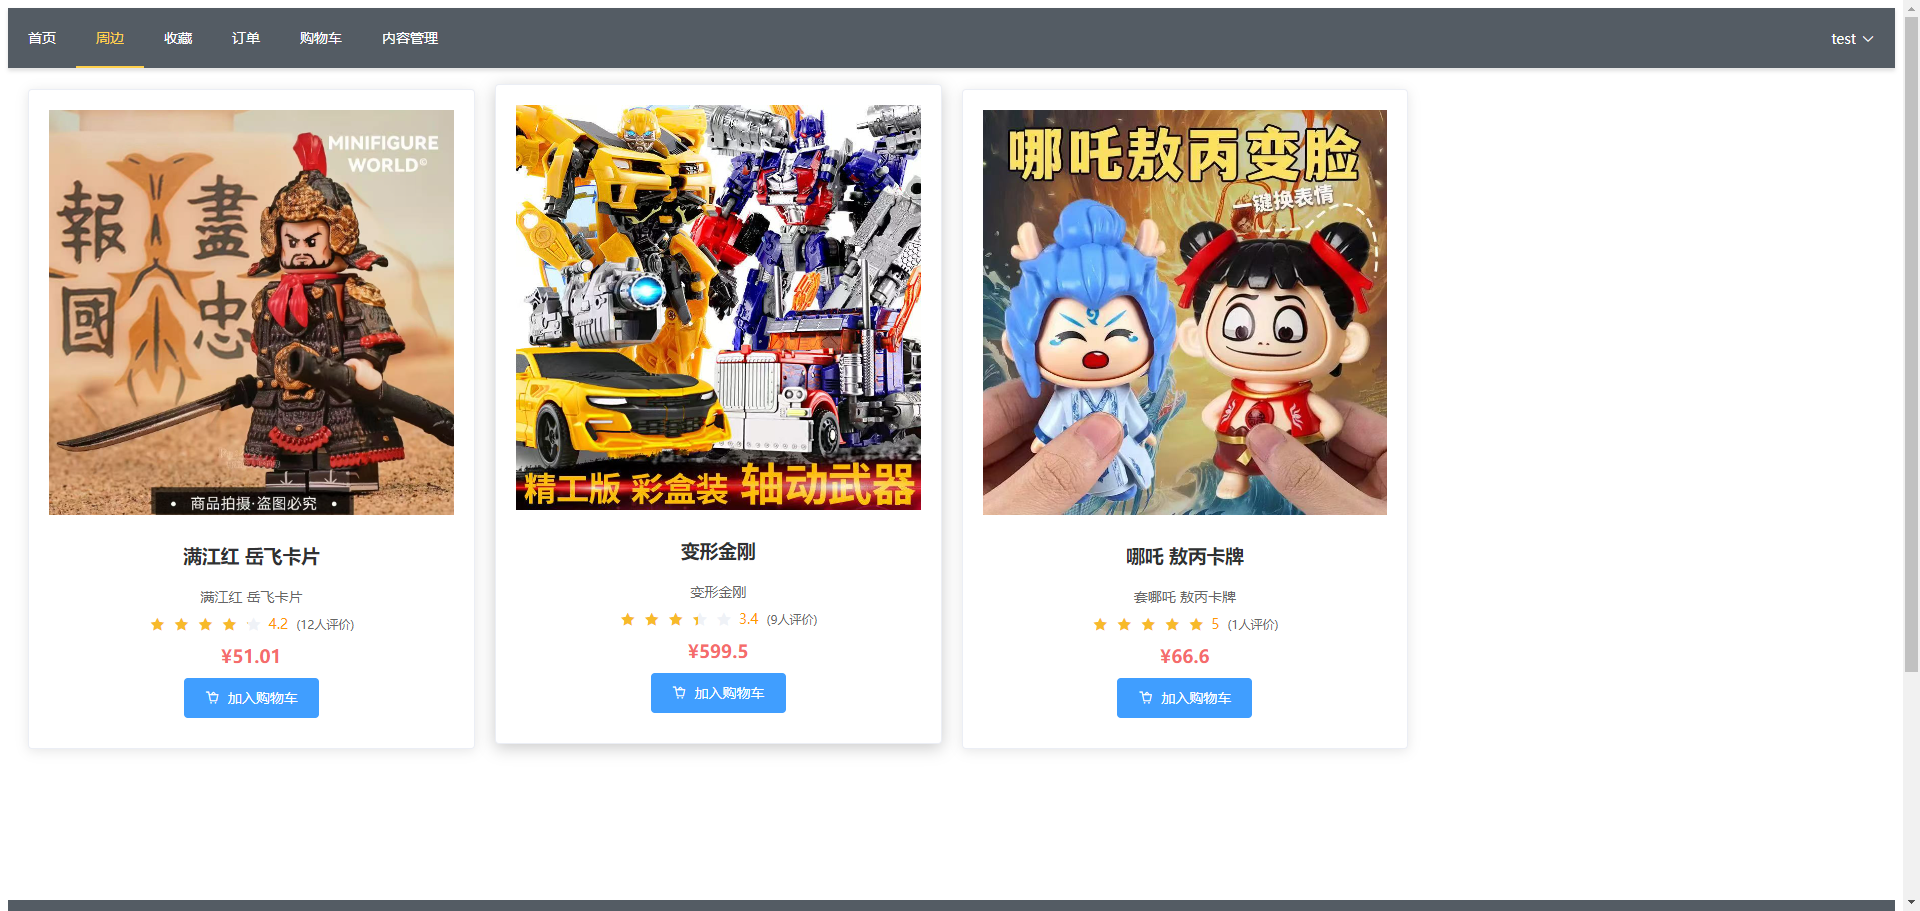 首页 周边 收藏 订单 购物车 内容管理 test
MINIFIGURE
WORLD©
報 盡
國 忠
• 商品拍摄·盗图必究 •
满江红 岳飞卡片
满江红 岳飞卡片
4.2 (12人评价)
¥51.01
加入购物车
精工版 彩盒装 轴动武器
变形金刚
变形金刚
3.4 (9人评价)
¥599.5
加入购物车
哪吒敖丙变脸
一键换表情
哪吒 敖丙卡牌
套哪吒 敖丙卡牌
5 (1人评价)
¥66.6
加入购物车